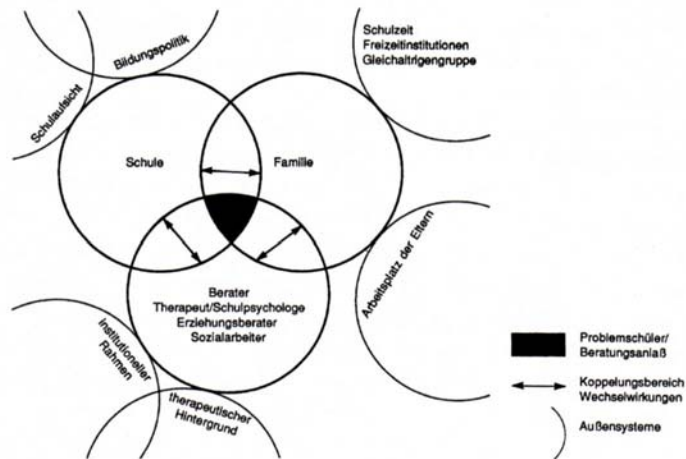 Bildungspolitik
Schulaufsicht
Schulzeit
Freizeitinstitutionen
Gleichaltrigengruppe
Schule
Familie
Arbeitsplatz der Eltern
Berater
Therapeut/Schulpsychologe
Erziehungsberater
Sozialarbeiter
institutioneller
Rahmen
therapeutischer
Hintergrund
Problemschüler/
Beratungsanlaß
Koppelungsbereich
Wechselwirkungen
Außensysteme